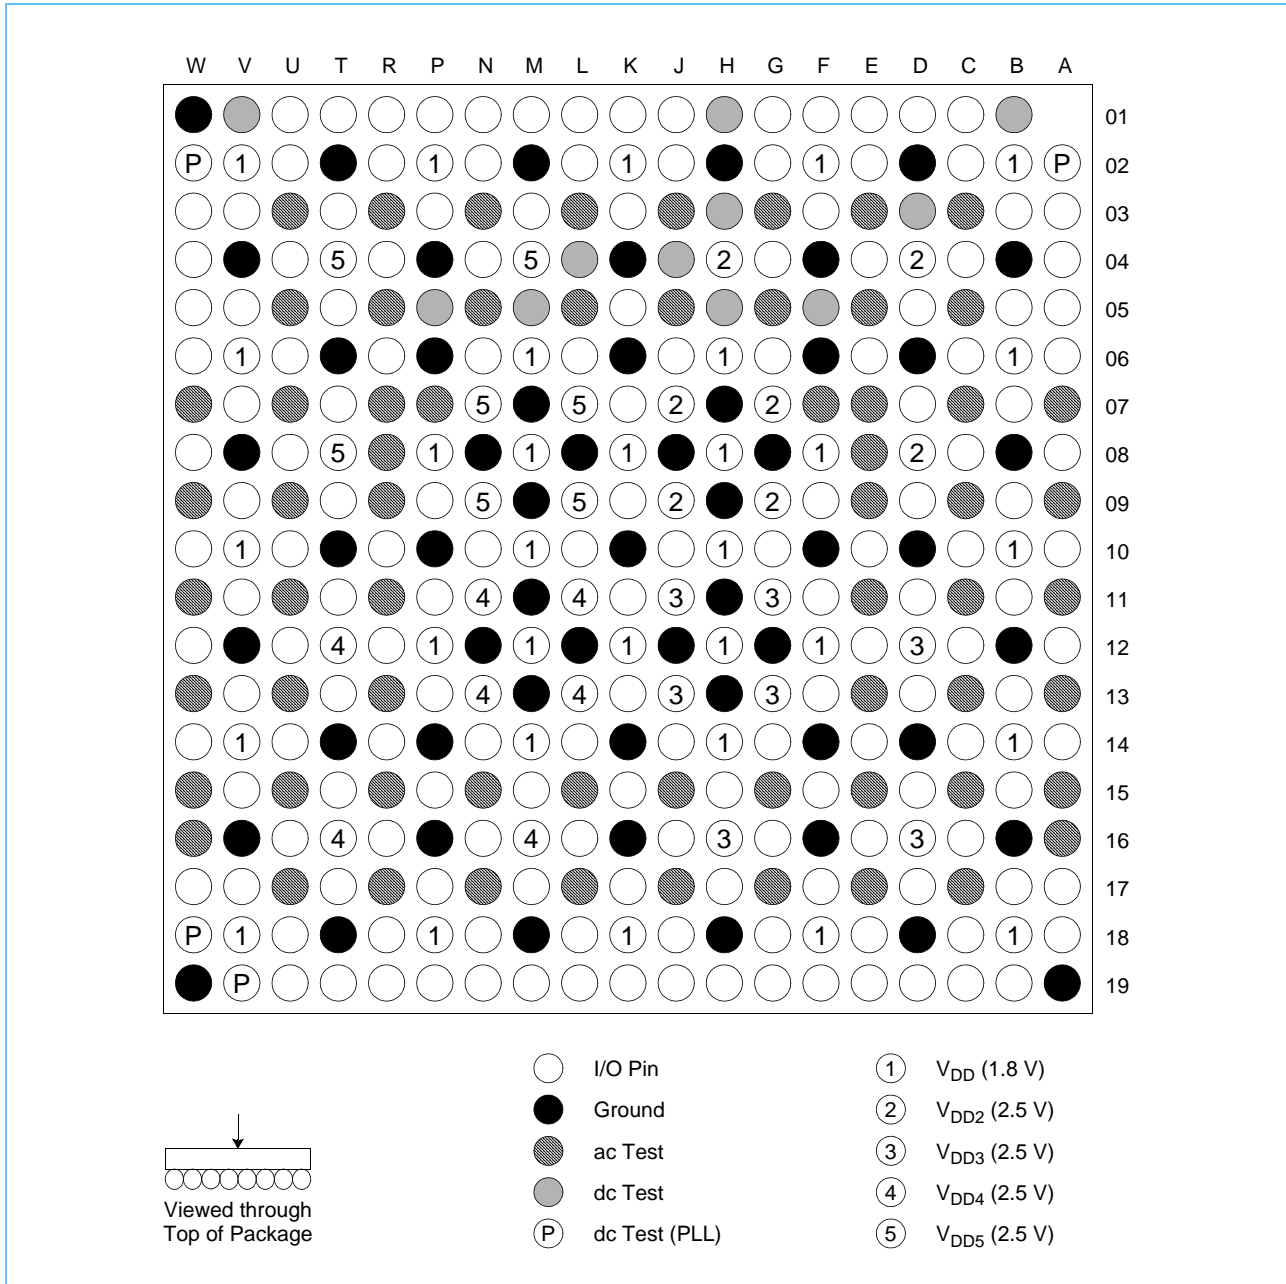 W V U T R P N M L K J H G F E D C B A
01
P 1 1 1 1 1 P 02
03
5 5 2 2 04
05
1 1 1 1 06
5 5 2 2 07
5 1 1 1 1 1 2 08
5 5 2 2 09
1 1 1 1 10
4 4 3 3 11
4 1 1 1 1 1 3 12
4 4 3 3 13
1 1 1 1 14
15
4 4 3 3 16
17
P 1 1 1 1 1 18
P 19
I/O Pin
Ground
ac Test
dc Test
P dc Test (PLL)
1 VDD (1.8 V)
2 VDD2 (2.5 V)
3 VDD3 (2.5 V)
4 VDD4 (2.5 V)
5 VDD5 (2.5 V)
Viewed through
Top of Package